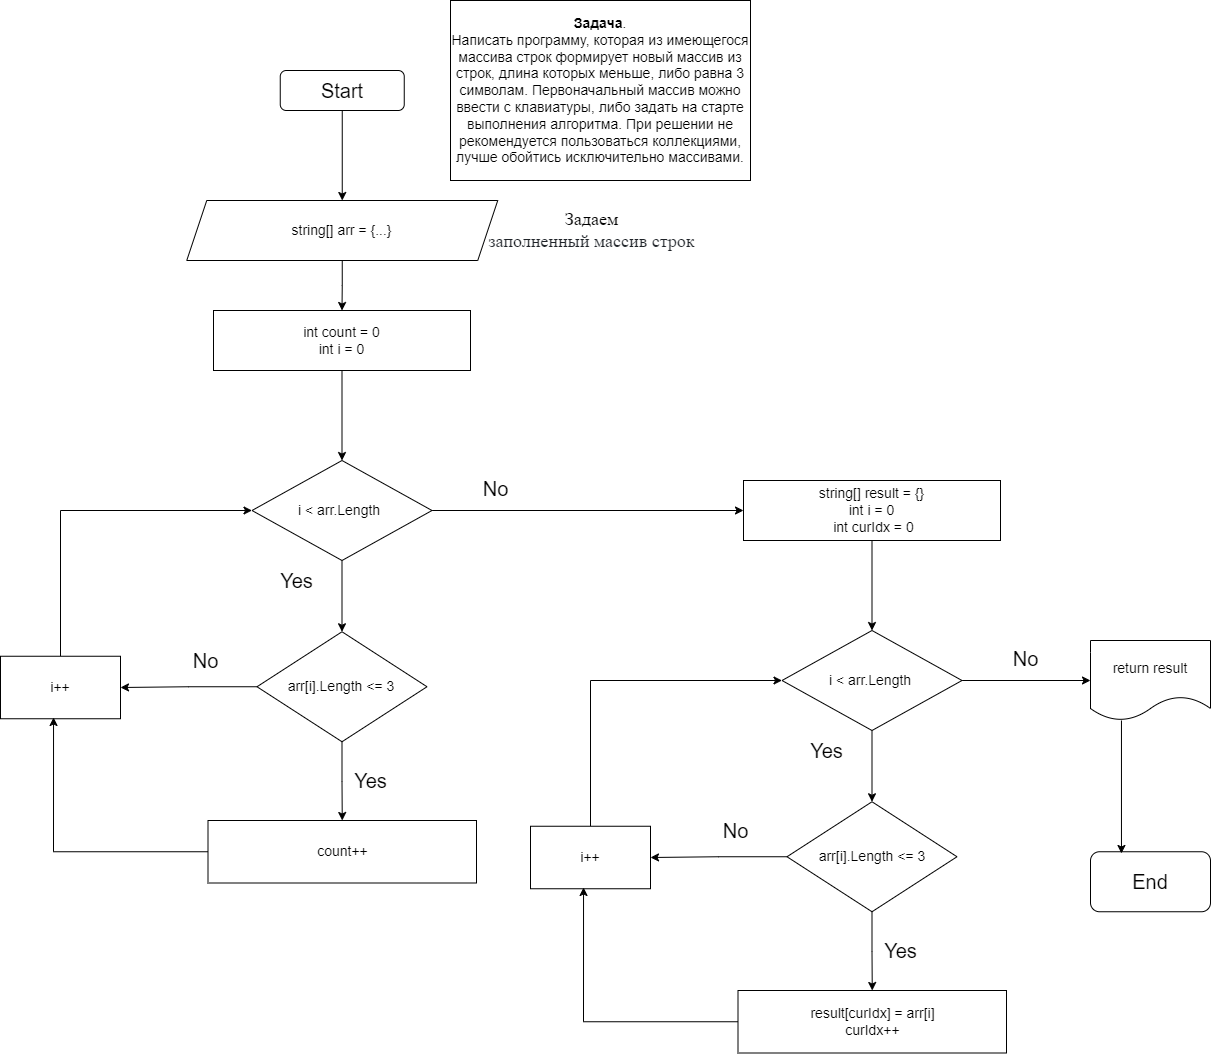 Задача.
Написать программу, которая из имеющегося
массива строк формирует новый массив из
строк, длина которых меньше, либо равна 3
символам. Первоначальный массив можно
ввести с клавиатуры, либо задать на старте
выполнения алгоритма. При решении не
рекомендуется пользоваться коллекциями,
лучше обойтись исключительно массивами.
Start
string[] arr = {...}
Задаем
заполненный массив строк
int count = 0
int i = 0
i < arr.Length
No
Yes
arr[i].Length <= 3
No
i++
Yes
count++
string[] result = {}
int i = 0
int curIdx = 0
i < arr.Length
No
return result
End
Yes
arr[i].Length <= 3
No
i++
Yes
result[curIdx] = arr[i]
curIdx++